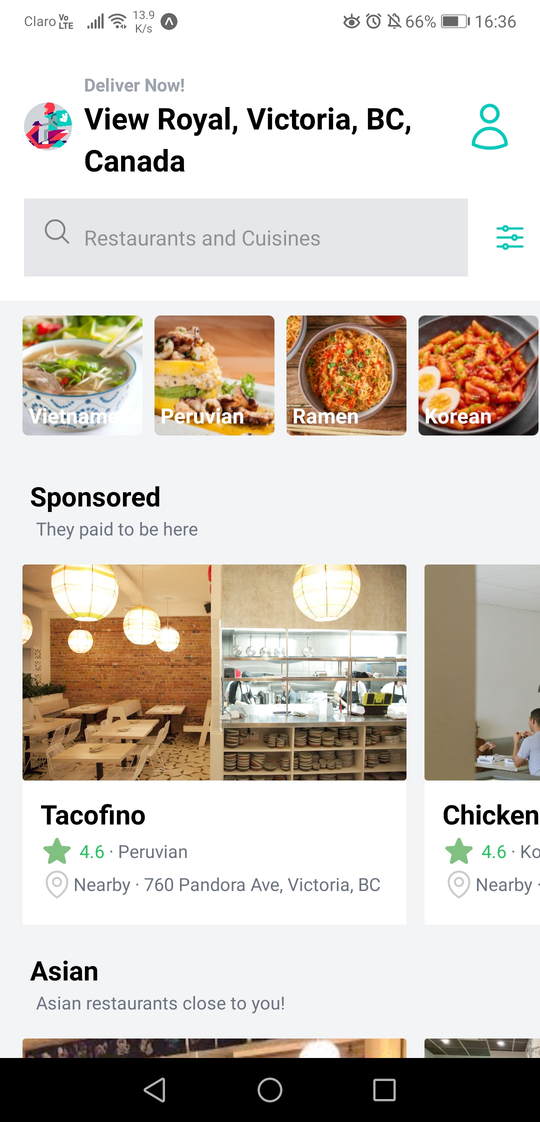 Claro Vo LTE 13.9 K/s 66% 16:36
Deliver Now!
View Royal, Victoria, BC,
Canada
Restaurants and Cuisines
Vietname
Peruvian
Ramen
Korean
Sponsored
They paid to be here
Tacofino
4.6 · Peruvian
Nearby · 760 Pandora Ave, Victoria, BC
Chicken
4.6 · Ko
Nearby ·
Asian
Asian restaurants close to you!